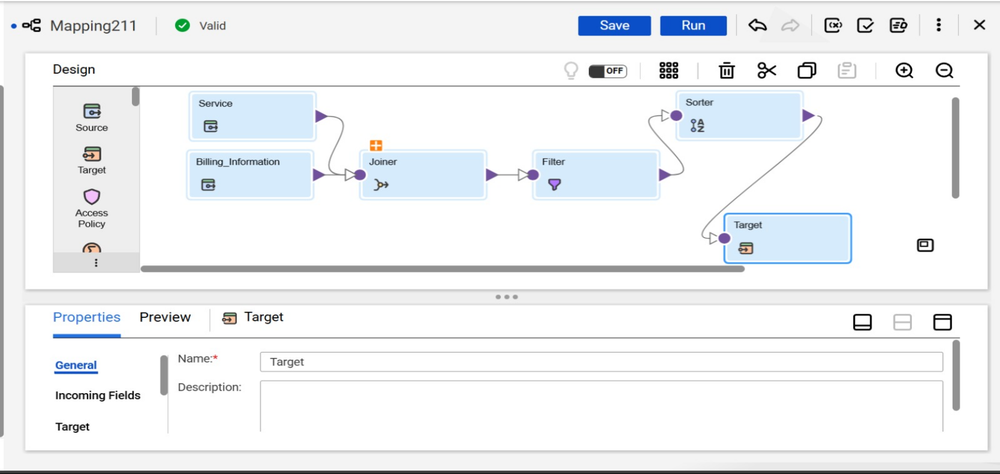 Mapping211
Valid
Save
Run
Design
OFF
Source
Target
Access
Policy
Service
Billing_Information
Joiner
Filter
Sorter
Target
Properties
Preview
Target
General
Incoming Fields
Target
Name:*
Target
Description: